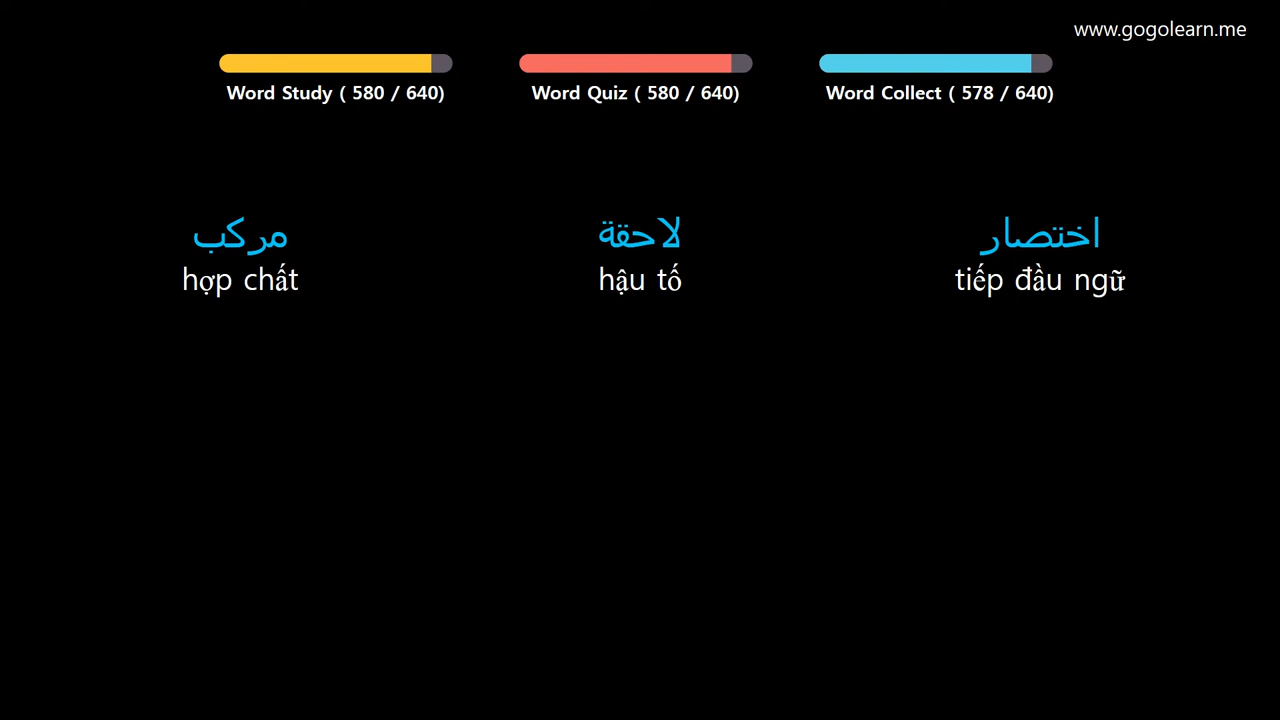 www.gogolearn.me
Word Study ( 580 / 640)
Word Quiz ( 580 / 640)
Word Collect ( 578 / 640)
مركب
hợp chất
لاحقة
hậu tố
اختصار
tiếp đầu ngữ